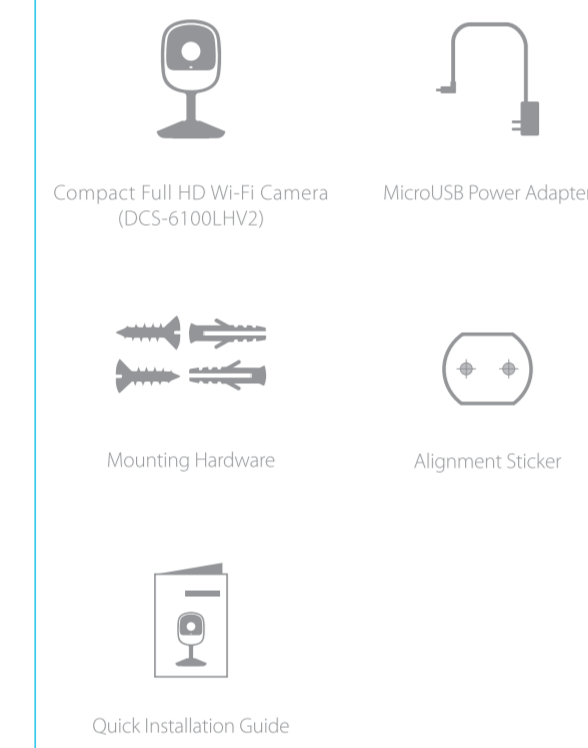 Compact Full HD Wi-Fi Camera
(DCS-6100LHV2)
MicroUSB Power Adapter
Mounting Hardware
Alignment Sticker
Quick Installation Guide